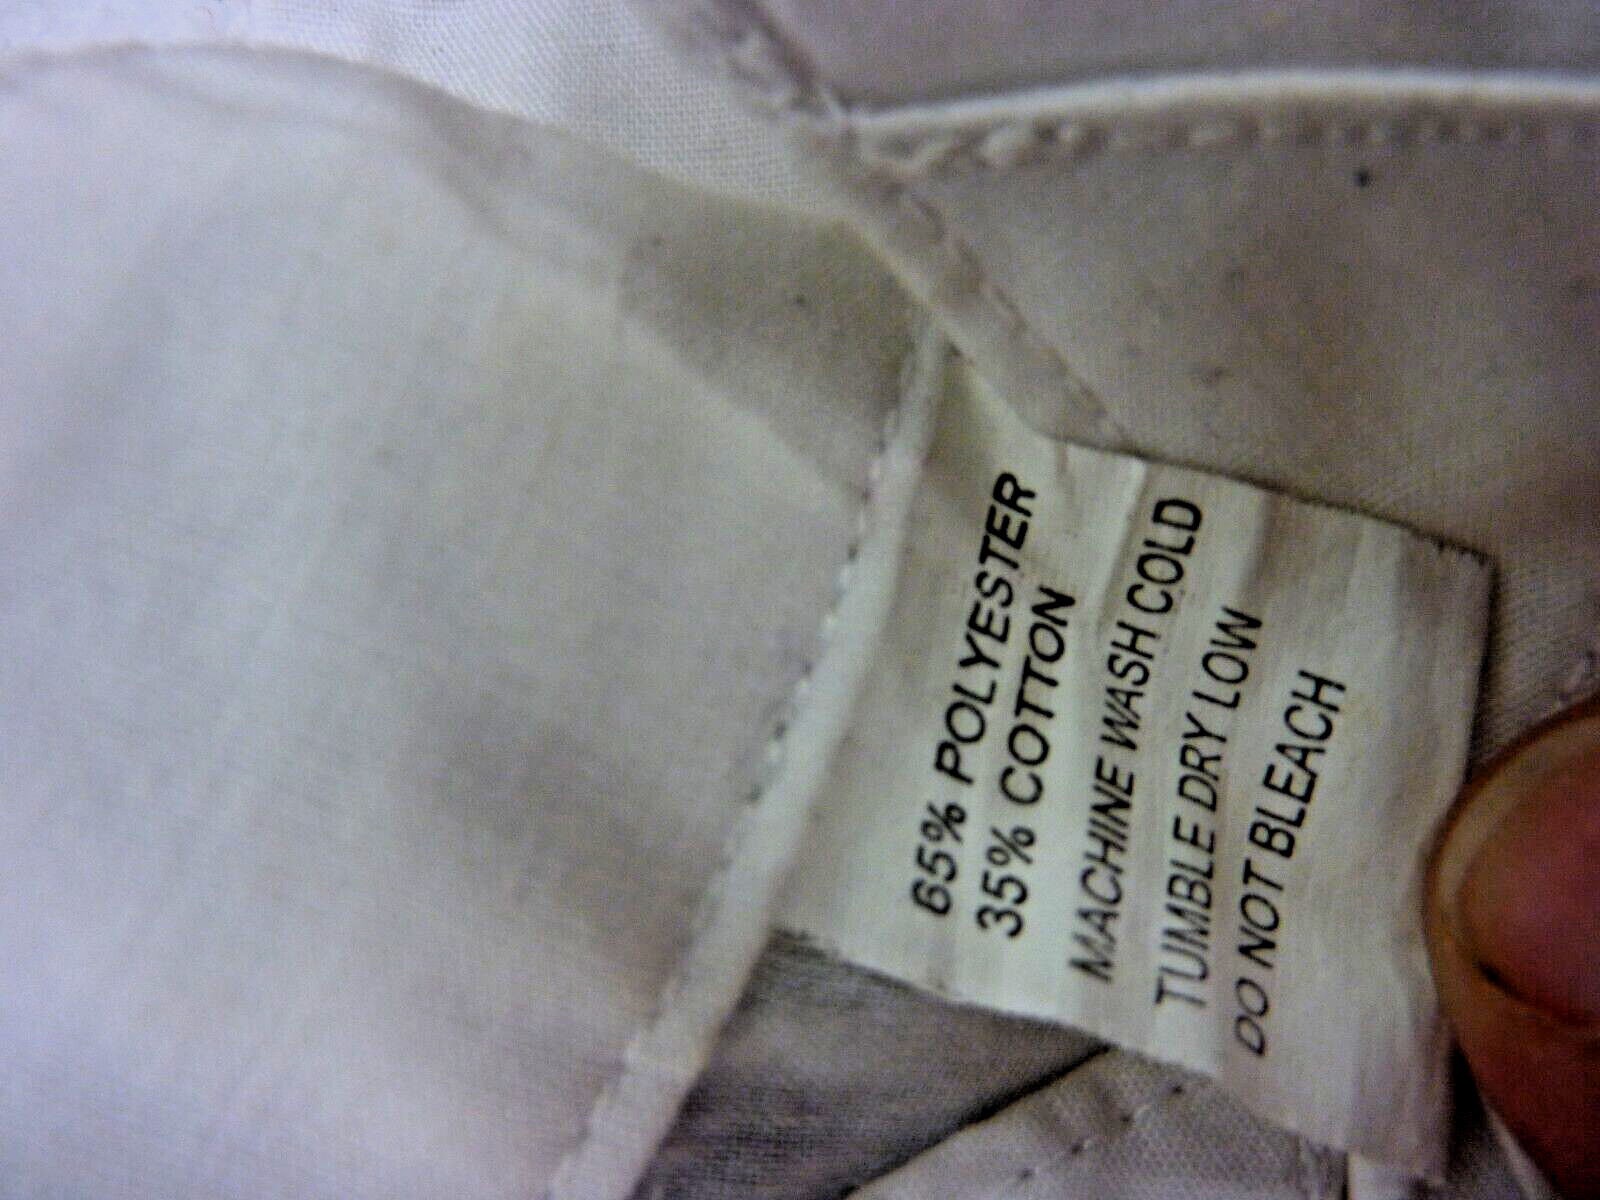 65% POLYESTER
35% COTTON
MACHINE WASH COLD
TUMBLE DRY LOW
DO NOT BLEACH